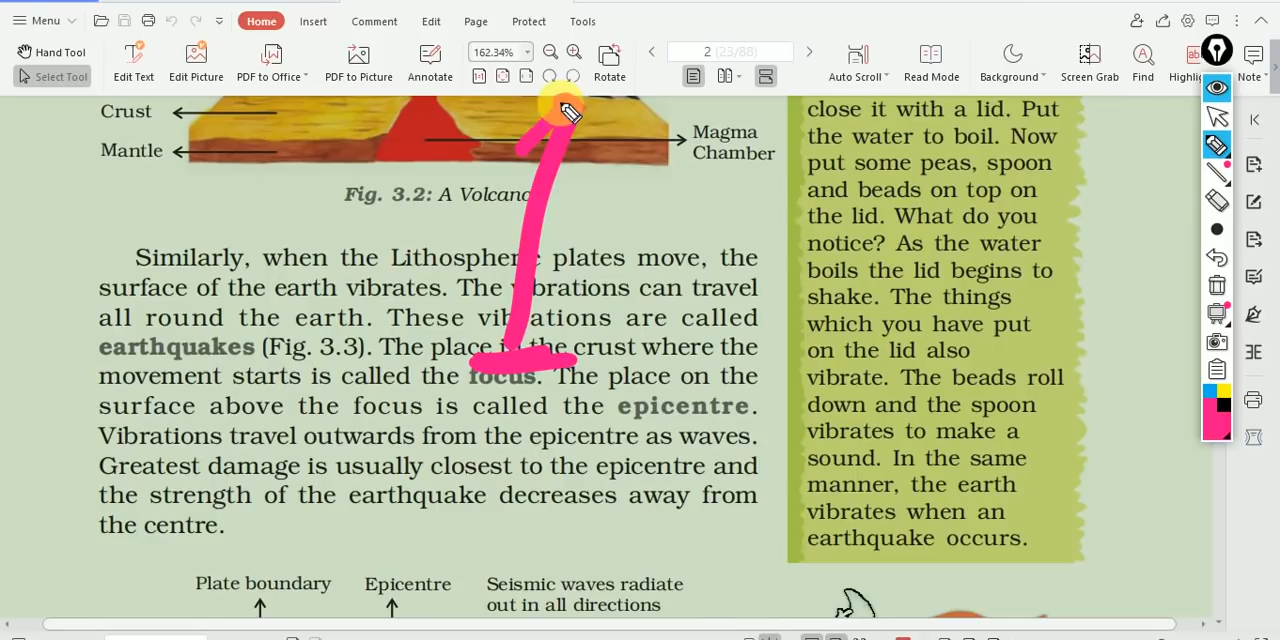 Menu
Home
Insert
Comment
Edit
Page
Protect
Tools
Hand Tool
Select Tool
Edit Text
Edit Picture
PDF to Office
PDF to Picture
Annotate
162.34%
Rotate
2 (23/88)
Auto Scroll
Read Mode
Background
Screen Grab
Find
Highlig
Note
Crust
Mantle
Magma
Chamber
Fig. 3.2: A Volcano
Similarly, when the Lithospheric plates move, the
surface of the earth vibrates. The vibrations can travel
all round the earth. These vibrations are called
earthquakes (Fig. 3.3). The place in the crust where the
movement starts is called the focus. The place on the
surface above the focus is called the epicentre.
Vibrations travel outwards from the epicentre as waves.
Greatest damage is usually closest to the epicentre and
the strength of the earthquake decreases away from
the centre.
Plate boundary
Epicentre
Seismic waves radiate
out in all directions
close it with a lid. Put
the water to boil. Now
put some peas, spoon
and beads on top on
the lid. What do you
notice? As the water
boils the lid begins to
shake. The things
which you have put
on the lid also
vibrate. The beads roll
down and the spoon
vibrates to make a
sound. In the same
manner, the earth
vibrates when an
earthquake occurs.